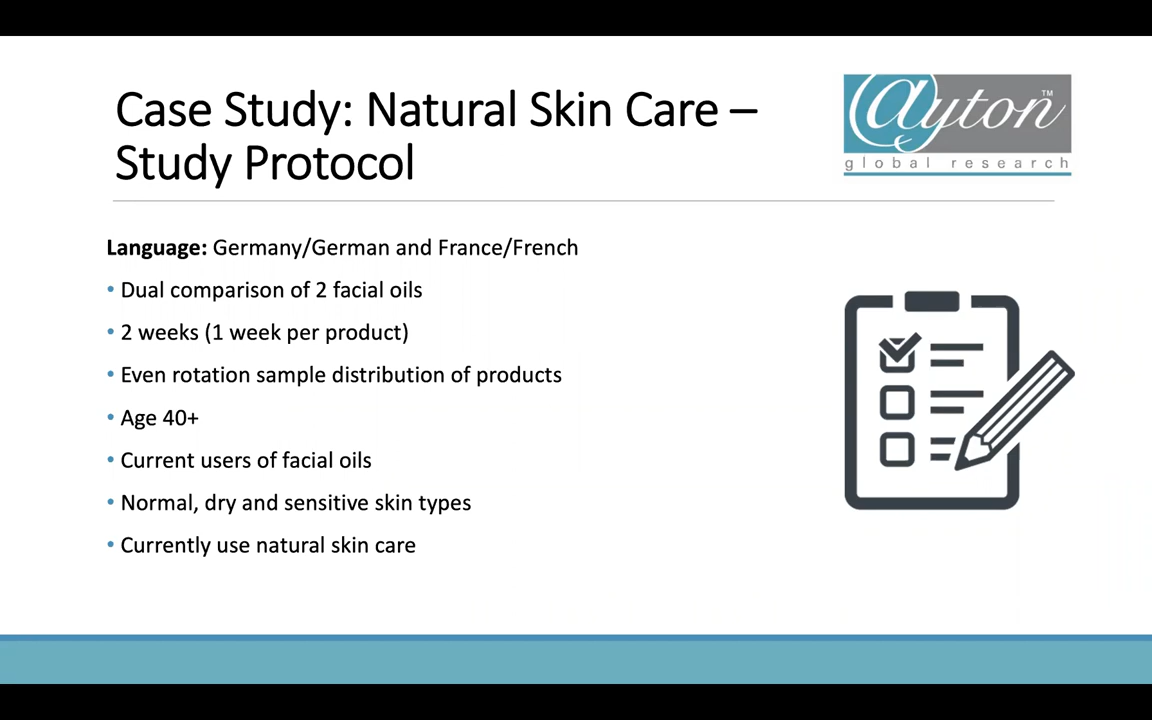 Case Study: Natural Skin Care –
Study Protocol
@yton™
global research
Language: Germany/German and France/French
• Dual comparison of 2 facial oils
• 2 weeks (1 week per product)
• Even rotation sample distribution of products
• Age 40+
• Current users of facial oils
• Normal, dry and sensitive skin types
• Currently use natural skin care